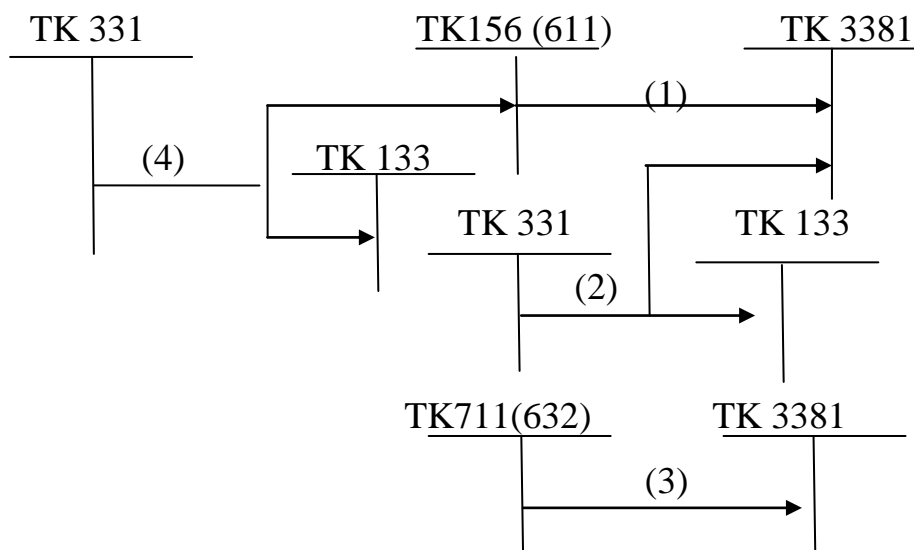 TK 331 TK156 (611) TK 3381
(1)
(4) TK 133
TK 331 TK 133
(2)
TK711(632) TK 3381
(3)